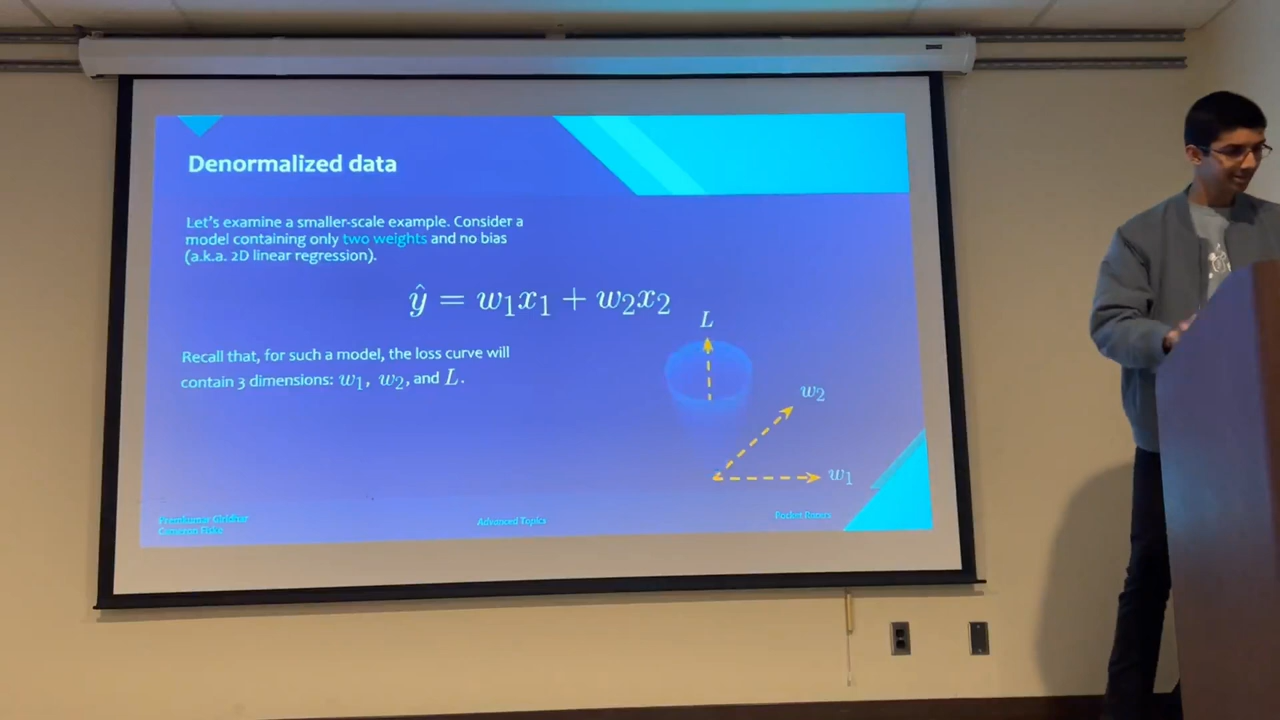 Denormalized data
Let's examine a smaller-scale example. Consider a
model containing only two weights and no bias
(a.k.a. 2D linear regression).
ŷ = w₁x₁ + w₂x₂
Recall that, for such a model, the loss curve will
contain 3 dimensions: w₁, w₂, and L.
L
w₂
w₁
Advanced Topics